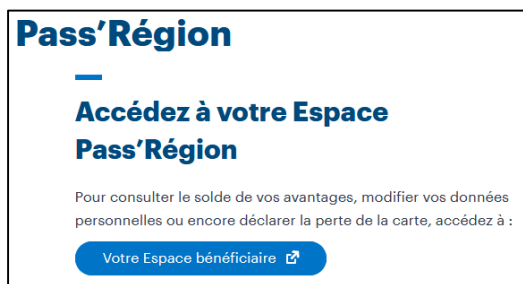 Pass’Région
Accédez à votre Espace
Pass’Région
Pour consulter le solde de vos avantages, modifier vos données
personnelles ou encore déclarer la perte de la carte, accédez à :
Votre Espace bénéficiaire